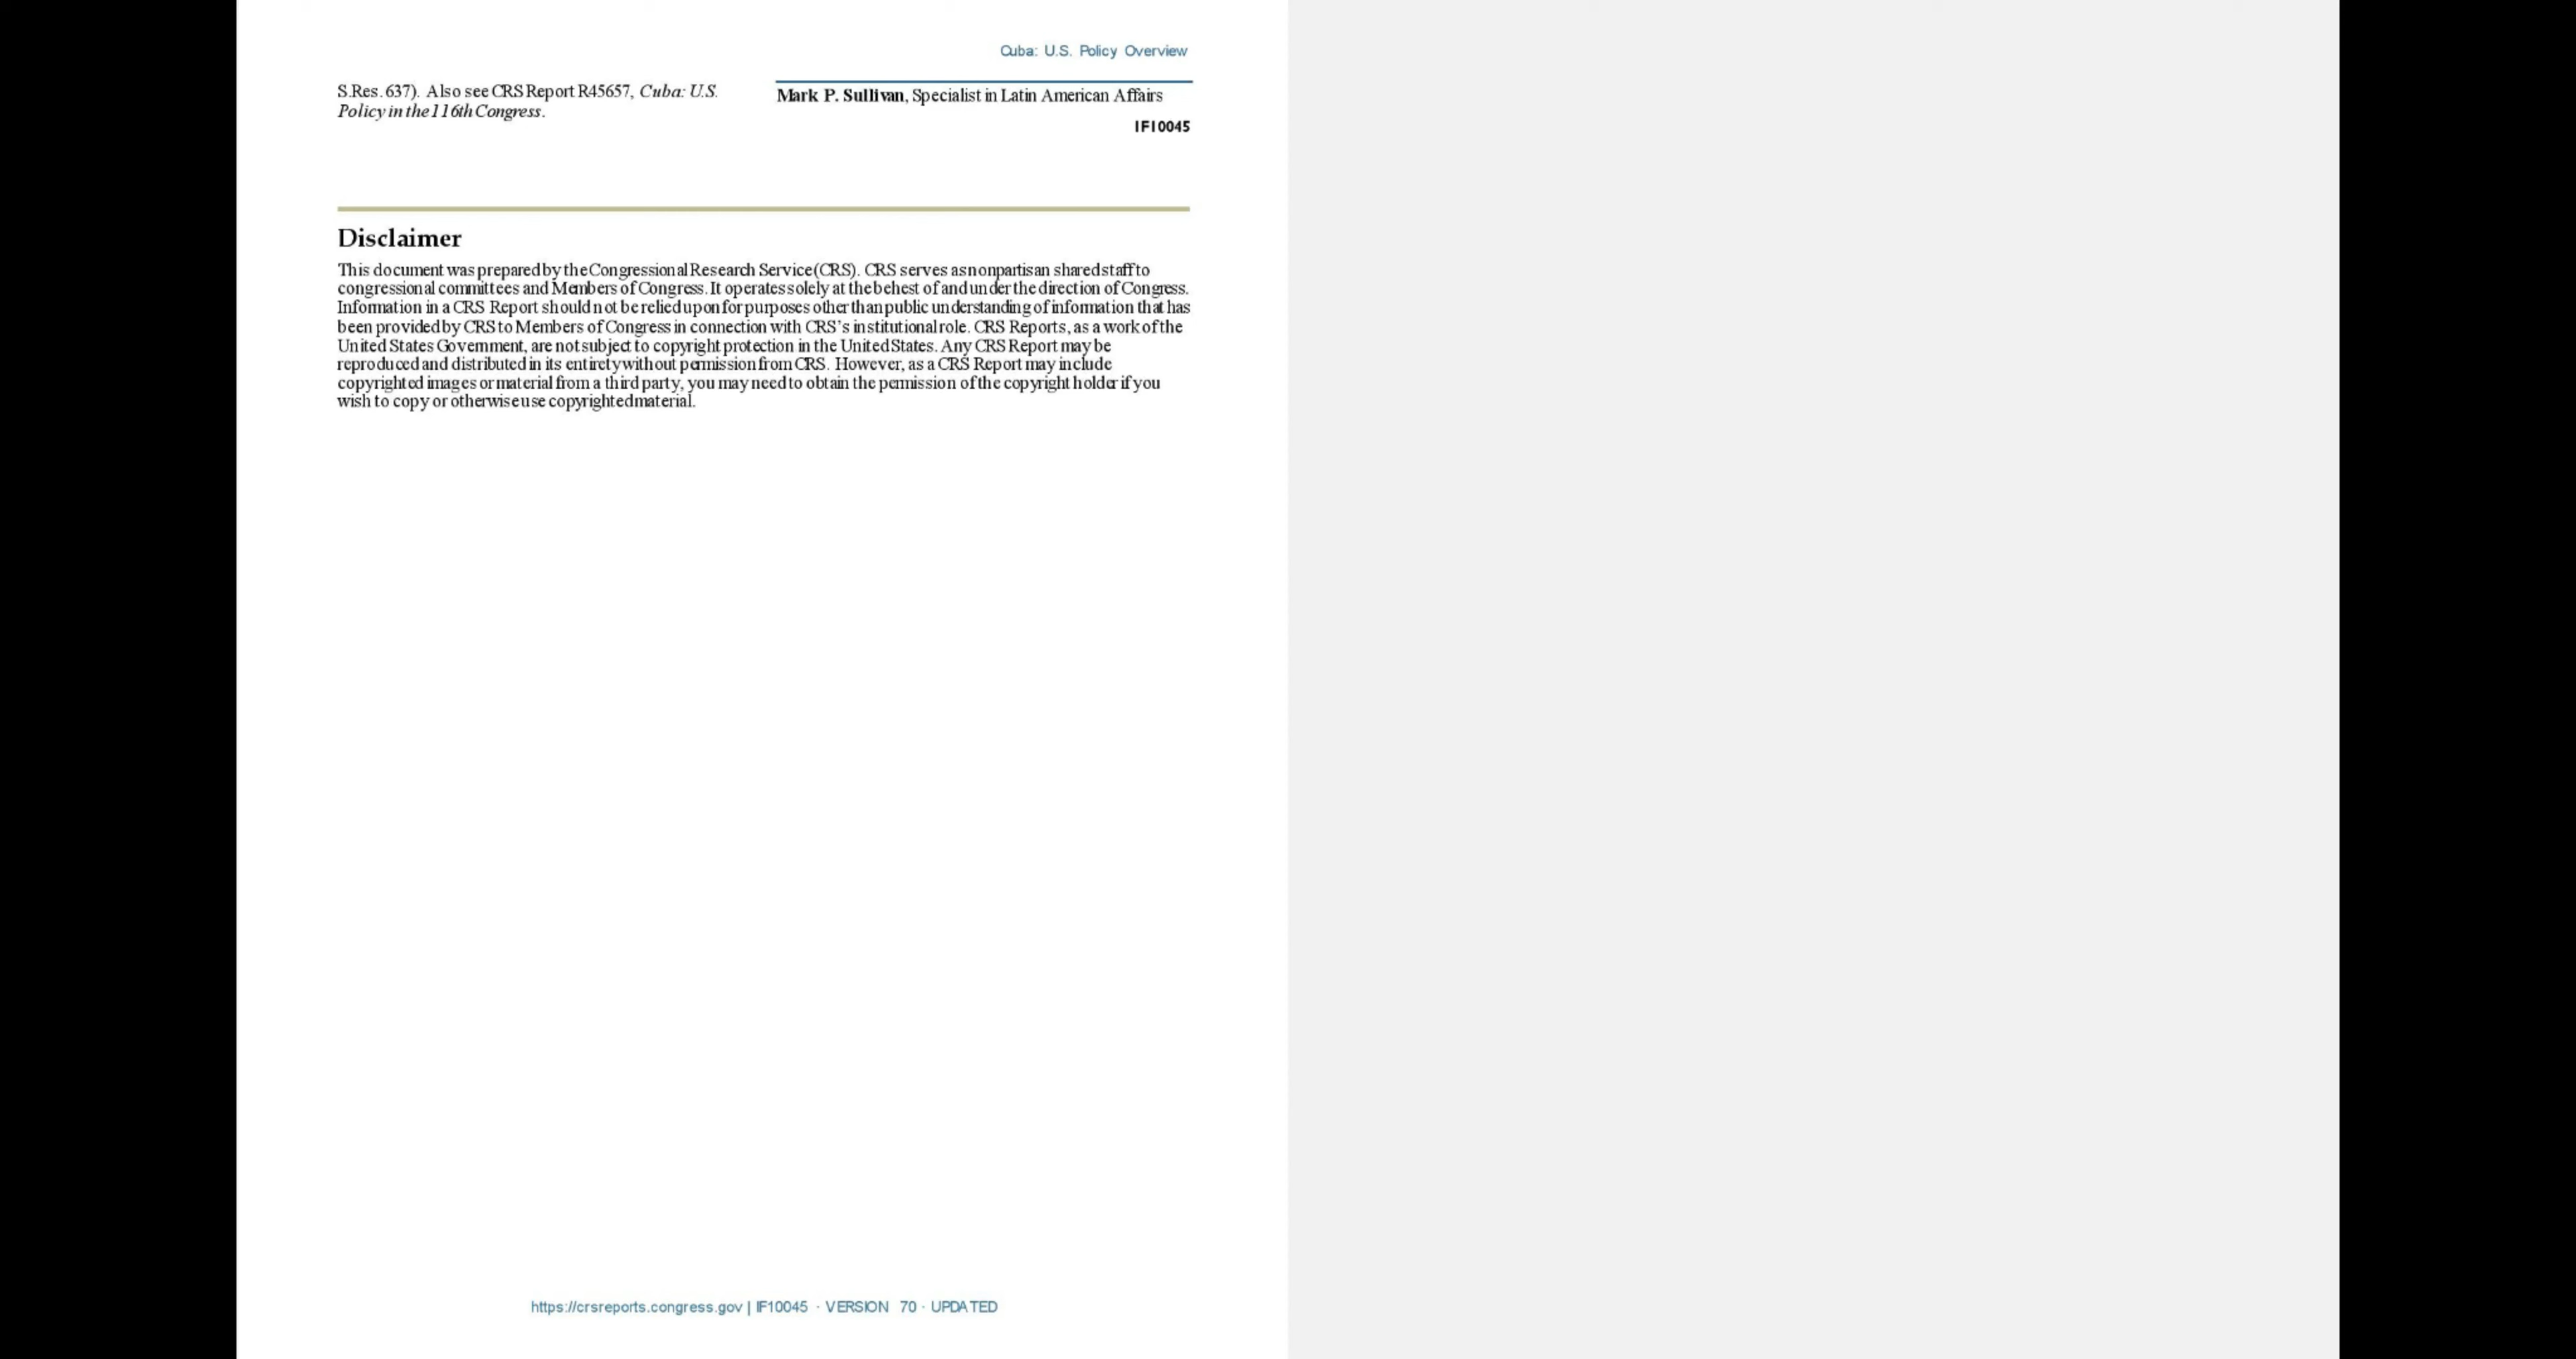 Cuba: U.S. Policy Overview
S.Res. 637). Also see CRS Report R45657, Cuba: U.S.
Policy in the 116th Congress.
Mark P. Sullivan, Specialist in Latin American Affairs
IF10045
Disclaimer
This document was prepared by the Congressional Research Service (CRS). CRS serves as nonpartisan shared staff to
congressional committees and Members of Congress. It operates solely at the behest of and under the direction of Congress.
Information in a CRS Report should not be relied upon for purposes other than public understanding of information that has
been provided by CRS to Members of Congress in connection with CRS's institutional role. CRS Reports, as a work of the
United States Government, are not subject to copyright protection in the United States. Any CRS Report may be
reproduced and distributed in its entirety without permission from CRS. However, as a CRS Report may include
copyrighted images or material from a third party, you may need to obtain the permission of the copyright holder if you
wish to copy or otherwise use copyrighted material.
https://crsreports.congress.gov | IF10045 · VERSION 70 · UPDATED